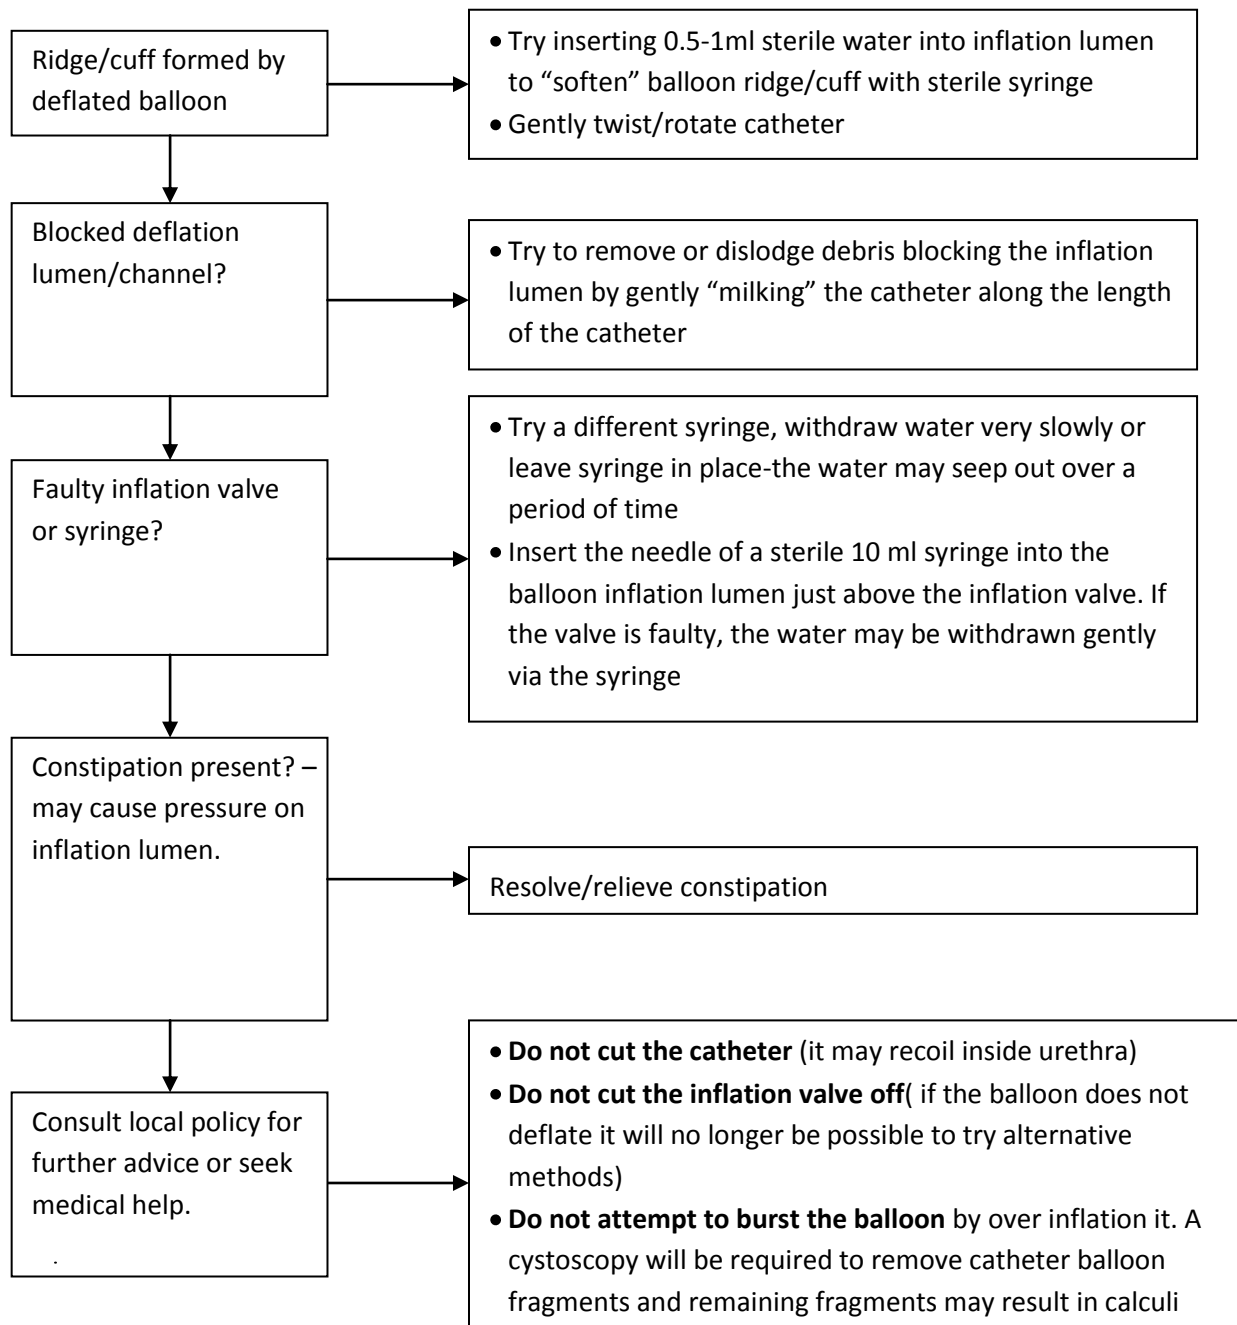 Ridge/cuff formed by
deflated balloon
• Try inserting 0.5-1ml sterile water into inflation lumen
to “soften” balloon ridge/cuff with sterile syringe
• Gently twist/rotate catheter
Blocked deflation
lumen/channel?
• Try to remove or dislodge debris blocking the inflation
lumen by gently “milking” the catheter along the length
of the catheter
Faulty inflation valve
or syringe?
• Try a different syringe, withdraw water very slowly or
leave syringe in place-the water may seep out over a
period of time
• Insert the needle of a sterile 10 ml syringe into the
balloon inflation lumen just above the inflation valve. If
the valve is faulty, the water may be withdrawn gently
via the syringe
Constipation present? –
may cause pressure on
inflation lumen.
Resolve/relieve constipation
Consult local policy for
further advice or seek
medical help.
.
• Do not cut the catheter (it may recoil inside urethra)
• Do not cut the inflation valve off( if the balloon does not
deflate it will no longer be possible to try alternative
methods)
• Do not attempt to burst the balloon by over inflation it. A
cystoscopy will be required to remove catheter balloon
fragments and remaining fragments may result in calculi